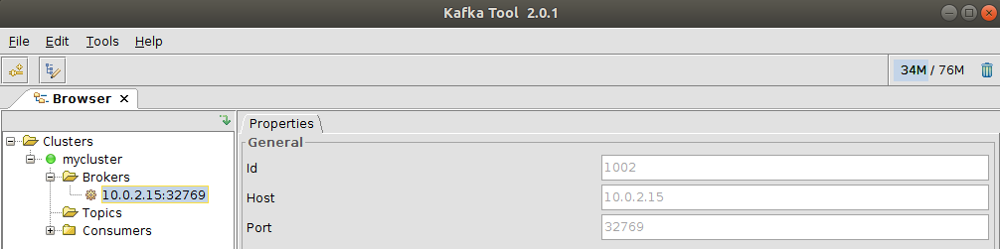 Kafka Tool 2.0.1
File Edit Tools Help
34M / 76M
Browser
Clusters
mycluster
Brokers
10.0.2.15:32769
Topics
Consumers
Properties
General
Id 1002
Host 10.0.2.15
Port 32769